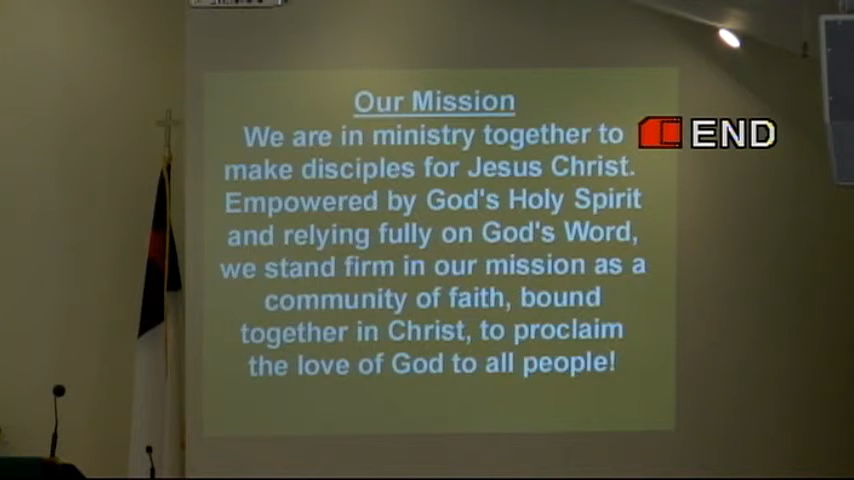 Our Mission
We are in ministry together to
make disciples for Jesus Christ.
Empowered by God's Holy Spirit
and relying fully on God's Word,
we stand firm in our mission as a
community of faith, bound
together in Christ, to proclaim
the love of God to all people!
END